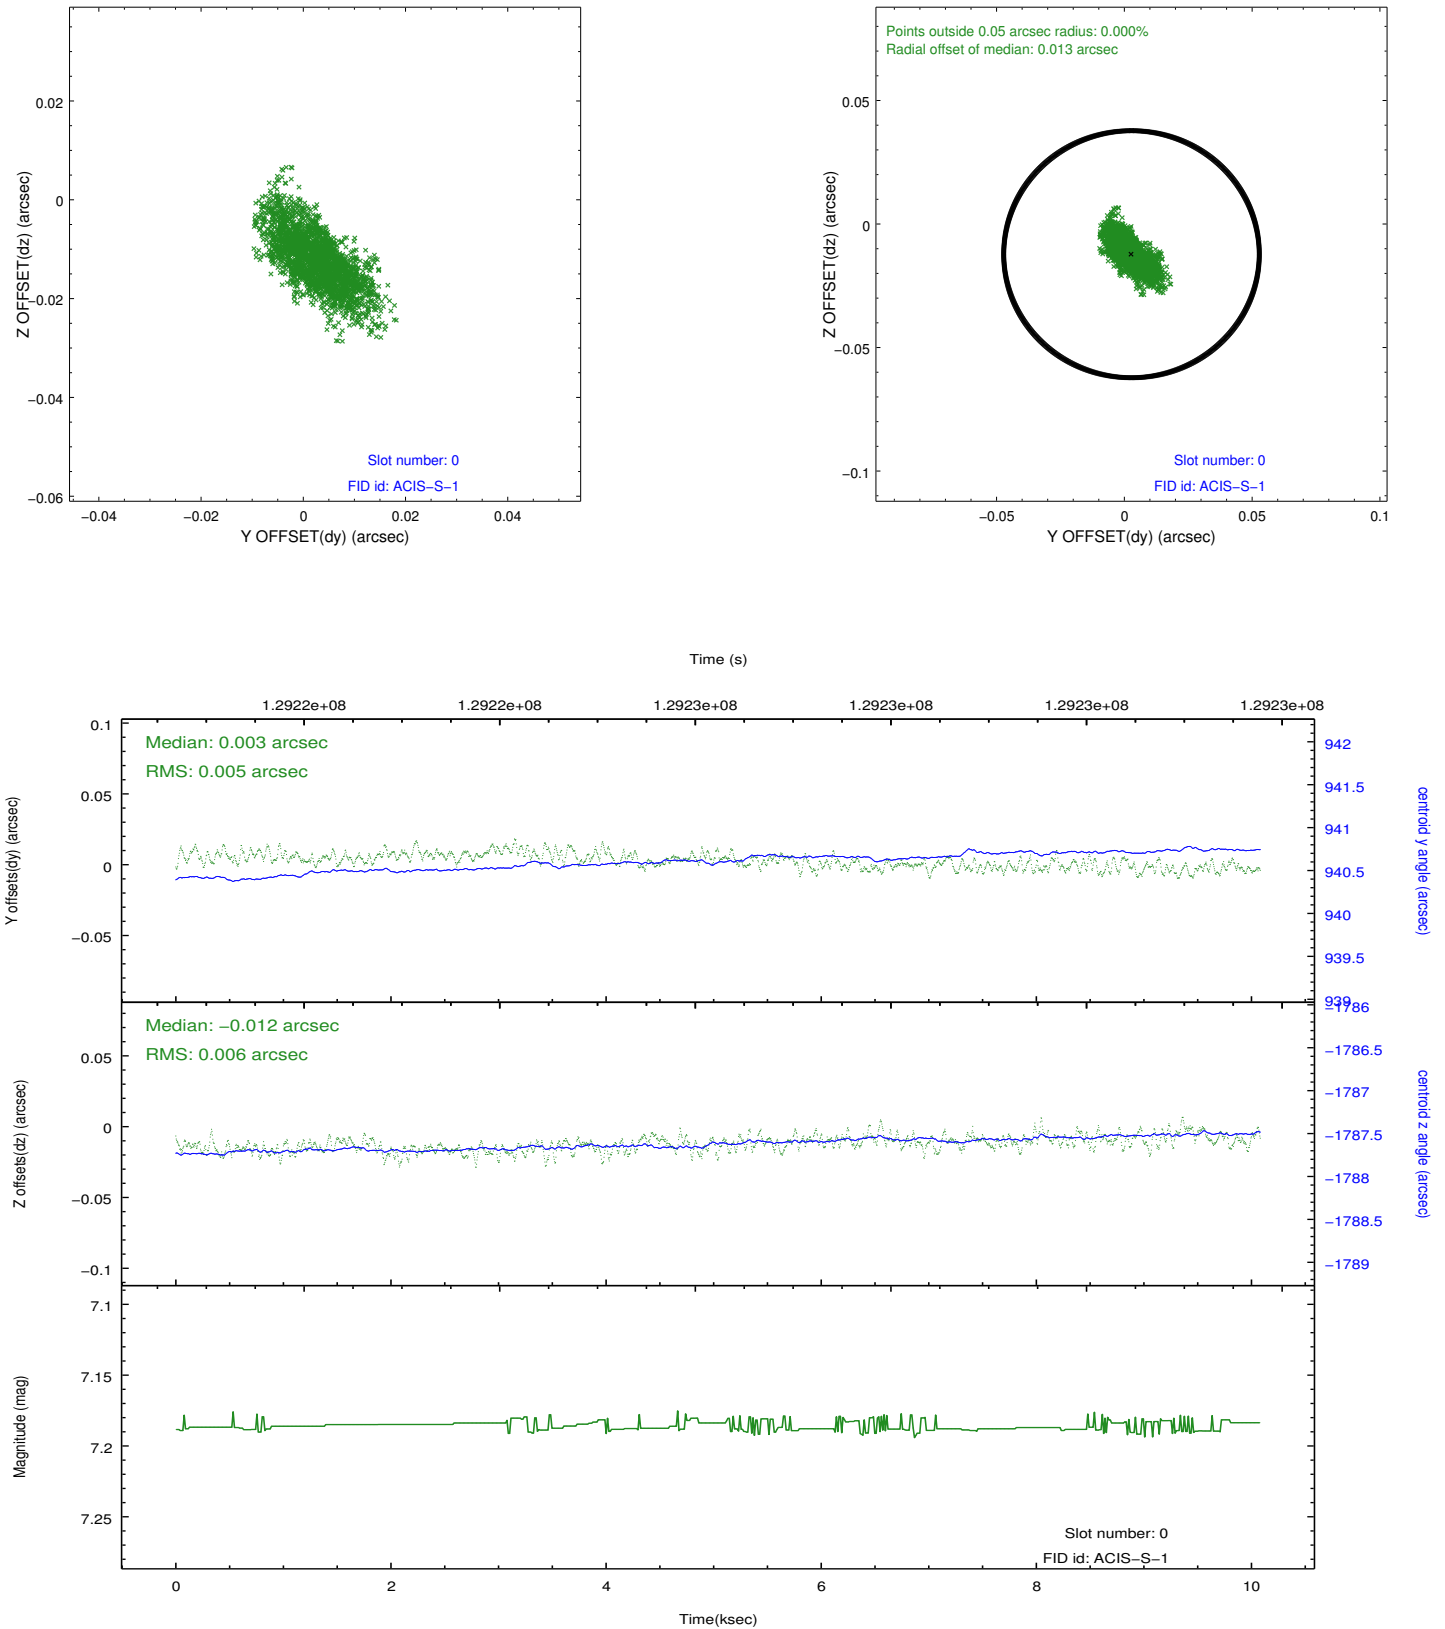 Points outside 0.05 arcsec radius: 0.000%
Radial offset of median: 0.013 arcsec
0.02
0
−0.02
−0.04
−0.06
Z OFFSET(dz) (arcsec)
Slot number: 0
FID id: ACIS−S−1
−0.04
−0.02
0
0.02
0.04
Y OFFSET(dy) (arcsec)
0.05
0
−0.05
−0.1
Z OFFSET(dz) (arcsec)
Slot number: 0
FID id: ACIS−S−1
−0.05
0
0.05
0.1
Y OFFSET(dy) (arcsec)
Time (s)
1.2922e+08
1.2922e+08
1.2923e+08
1.2923e+08
1.2923e+08
1.2923e+08
Median: 0.003 arcsec
RMS: 0.005 arcsec
0.1
0.05
0
−0.05
Y offsets(dy) (arcsec)
942
941.5
941
940.5
940
939.5
939
centroid y angle (arcsec)
Median: −0.012 arcsec
RMS: 0.006 arcsec
0.05
0
−0.05
−0.1
Z offsets(dz) (arcsec)
−1786
−1786.5
−1787
−1787.5
−1788
−1788.5
−1789
centroid z angle (arcsec)
7.1
7.15
7.2
7.25
Magnitude (mag)
Slot number: 0
FID id: ACIS−S−1
0
2
4
6
8
10
Time(ksec)